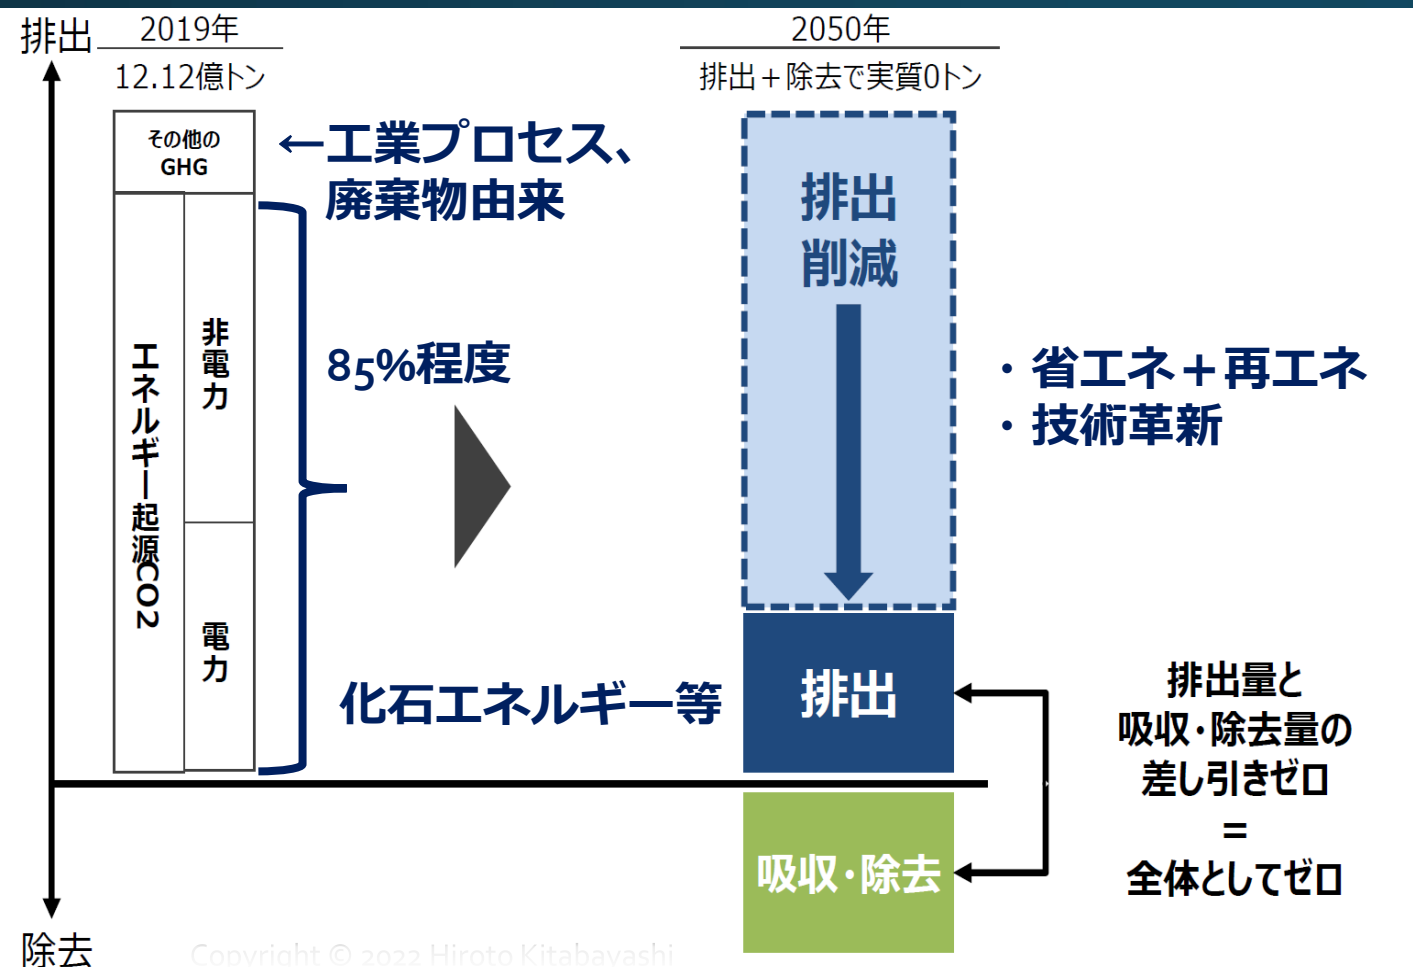 排出
2019年
12.12億トン
その他の
GHG
←工業プロセス、
廃棄物由来
エネルギー起源CO2
非電力
電力
85%程度
化石エネルギー等
2050年
排出＋除去で実質0トン
排出
削減
・省エネ＋再エネ
・技術革新
排出
吸収・除去
排出量と
吸収・除去量の
差し引きゼロ
＝
全体としてゼロ
除去
Copyright © 2022 Hiroto Kitabayashi